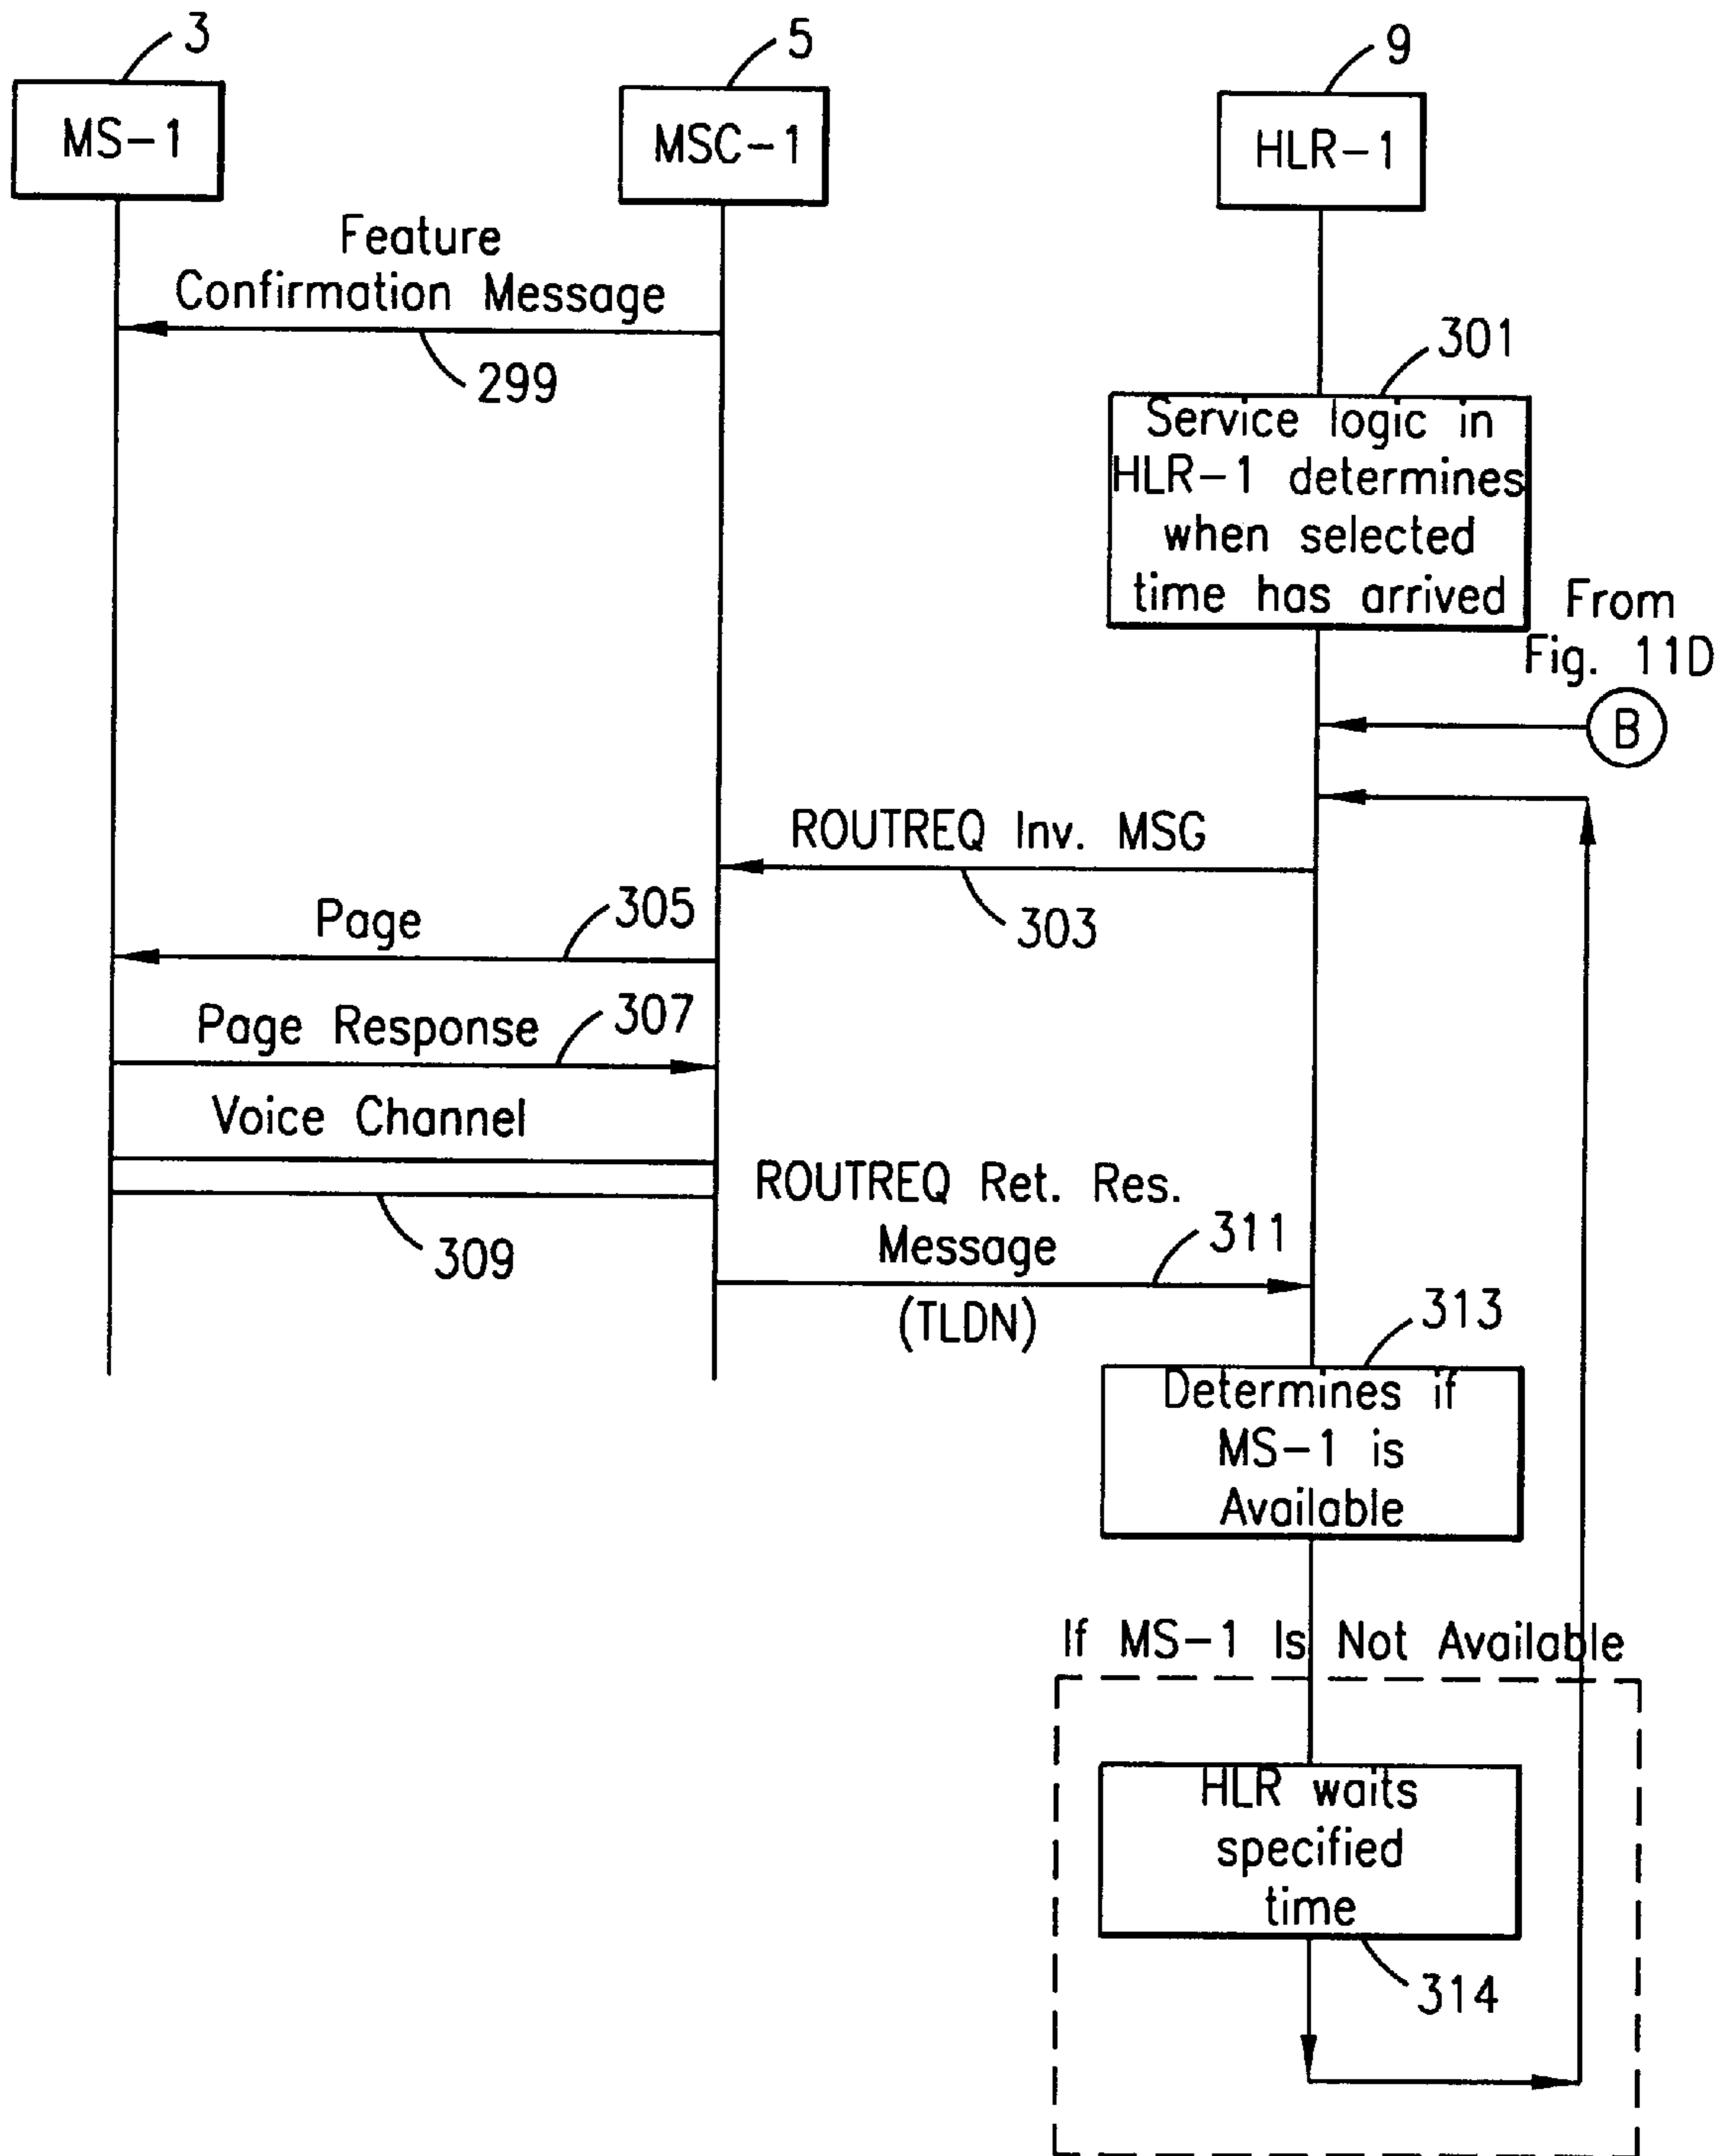 3
5
9
MS-1
MSC-1
HLR-1
Feature
Confirmation Message
299
301
Service logic in
HLR-1 determines
when selected
time has arrived
From
Fig. 11D
B
ROUTREQ Inv. MSG
303
Page
305
Page Response
307
Voice Channel
309
ROUTREQ Ret. Res.
Message
311
(TLDN)
313
Determines if
MS-1 is
Available
If MS-1 Is Not Available
HLR waits
specified
time
314